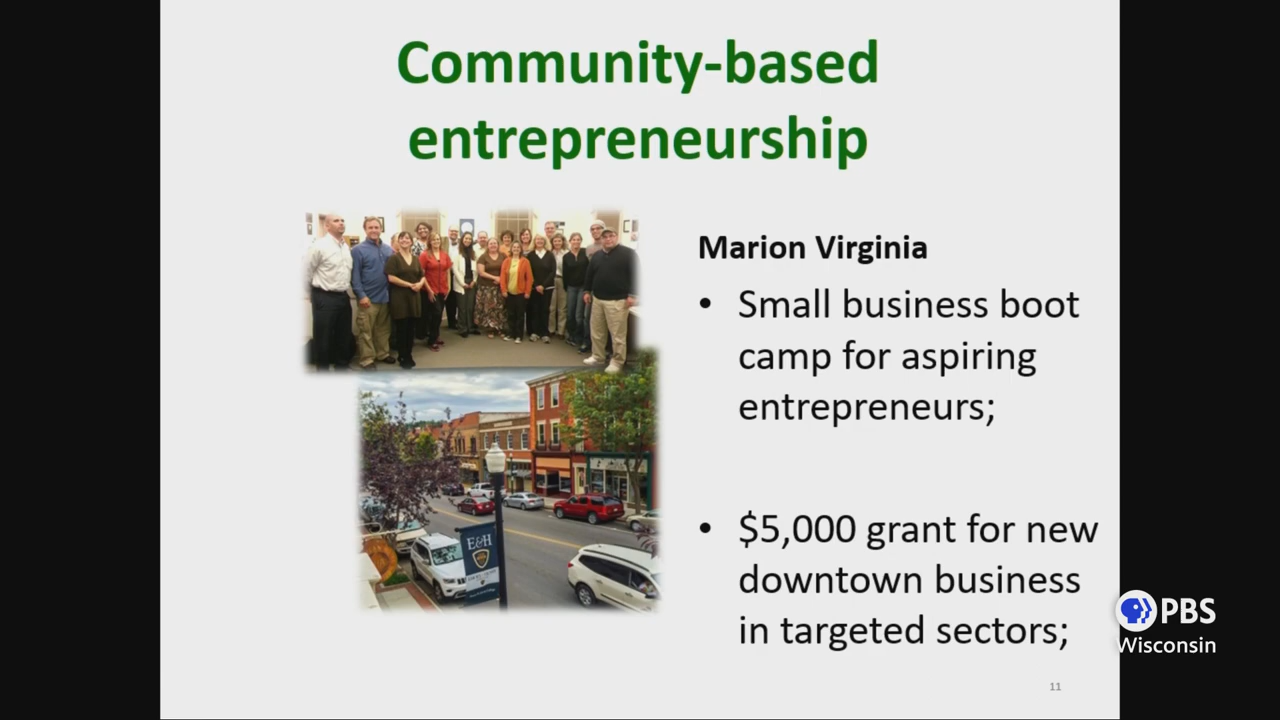 Community-based
entrepreneurship
Marion Virginia
• Small business boot
camp for aspiring
entrepreneurs;
• $5,000 grant for new
downtown business
in targeted sectors;
E&H
PBS
Wisconsin
11